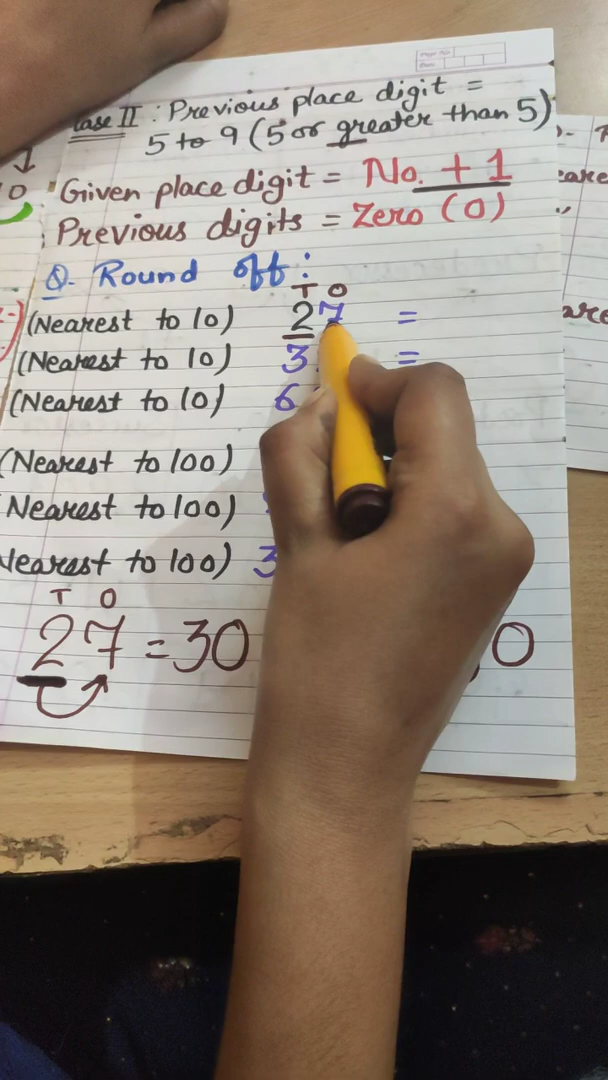 Case II : Previous place digit =
5 to 9 (5 or greater than 5)
Given place digit = No. + 1
Previous digits = Zero (0)
Q. Round off :
T O
(Nearest to 10) 27 =
(Nearest to 10) 3 =
(Nearest to 10) 6
(Nearest to 100)
Nearest to 100)
Nearest to 100) 3
T O
27 = 30
0